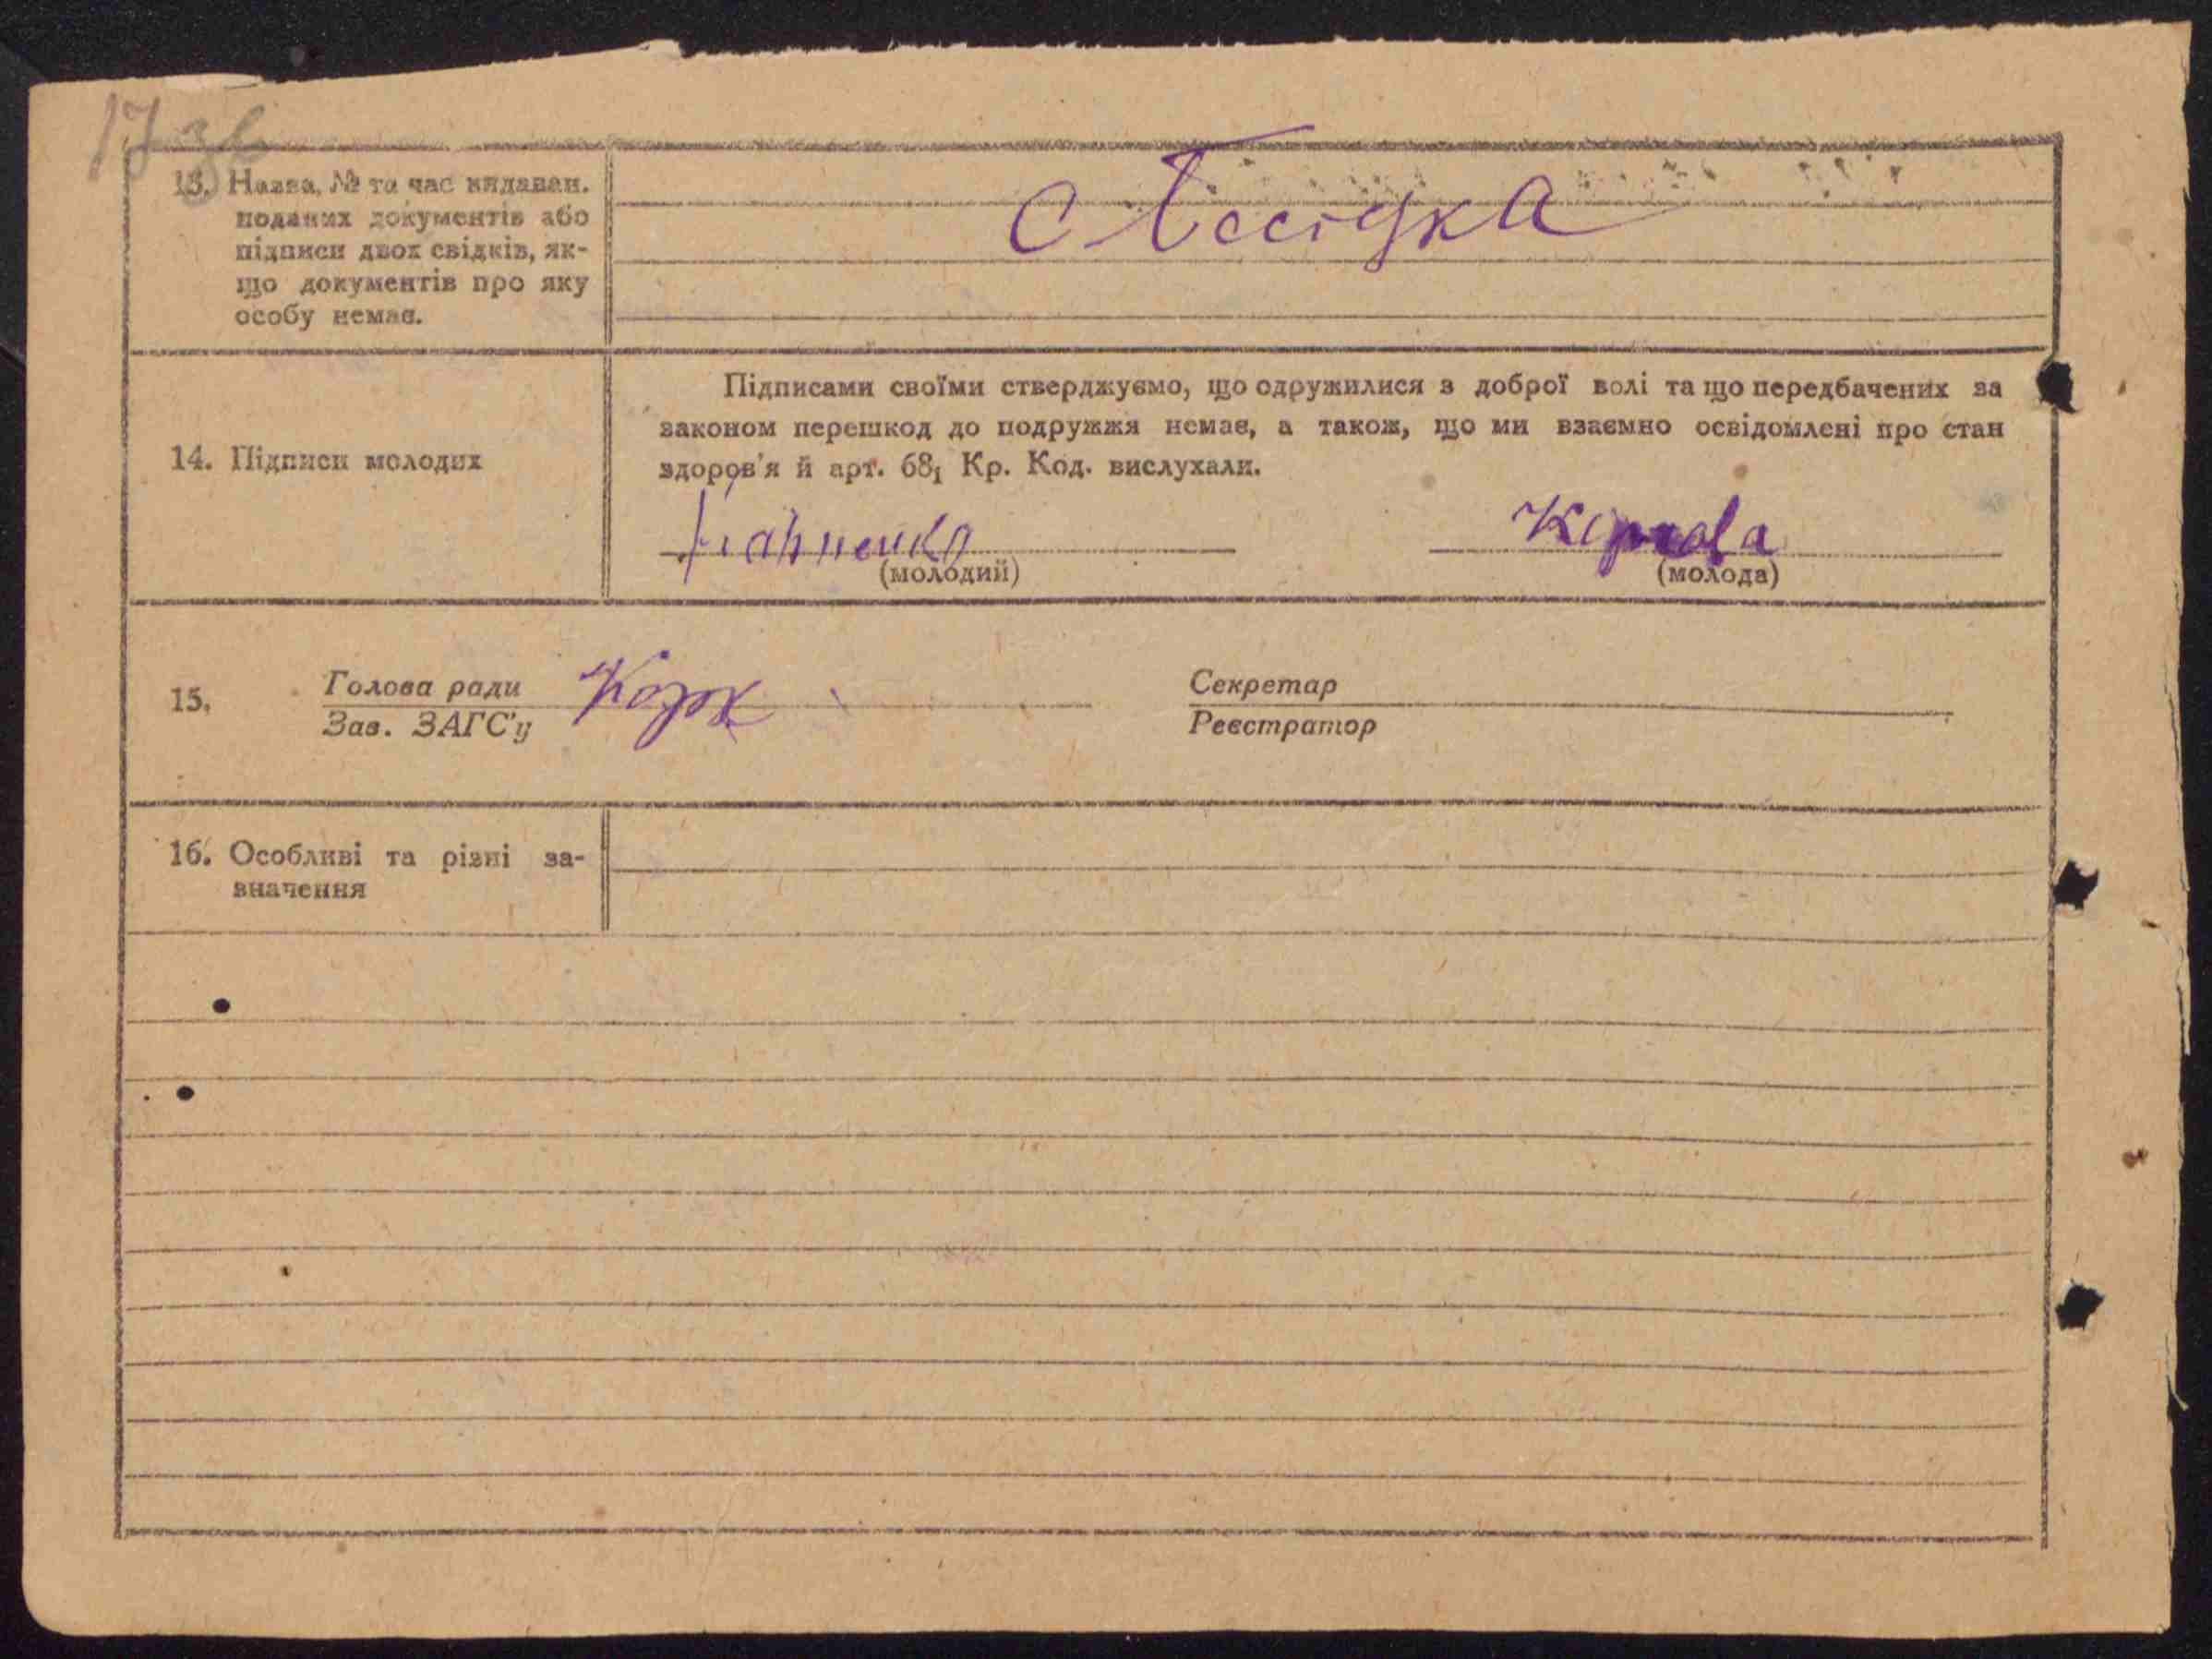 17
13. Назва, № та час видаван.
поданих документів або
підписи двох свідків, як-
що документів про яку
особу немає.
14. Підписи молодих
Підписами своїми стверджуємо, що одружилися з доброї волі та що передбачених за
законом перешкод до подружжя немає, а також, що ми взаємно освідомлені про стан
здоров'я й арт. 68₁ Кр. Код. вислухали.
(молодий)
(молода)
15.
Голова ради
Зав. ЗАГС'у
Корж
Секретар
Реєстратор
16. Особливі та різні за-
значення